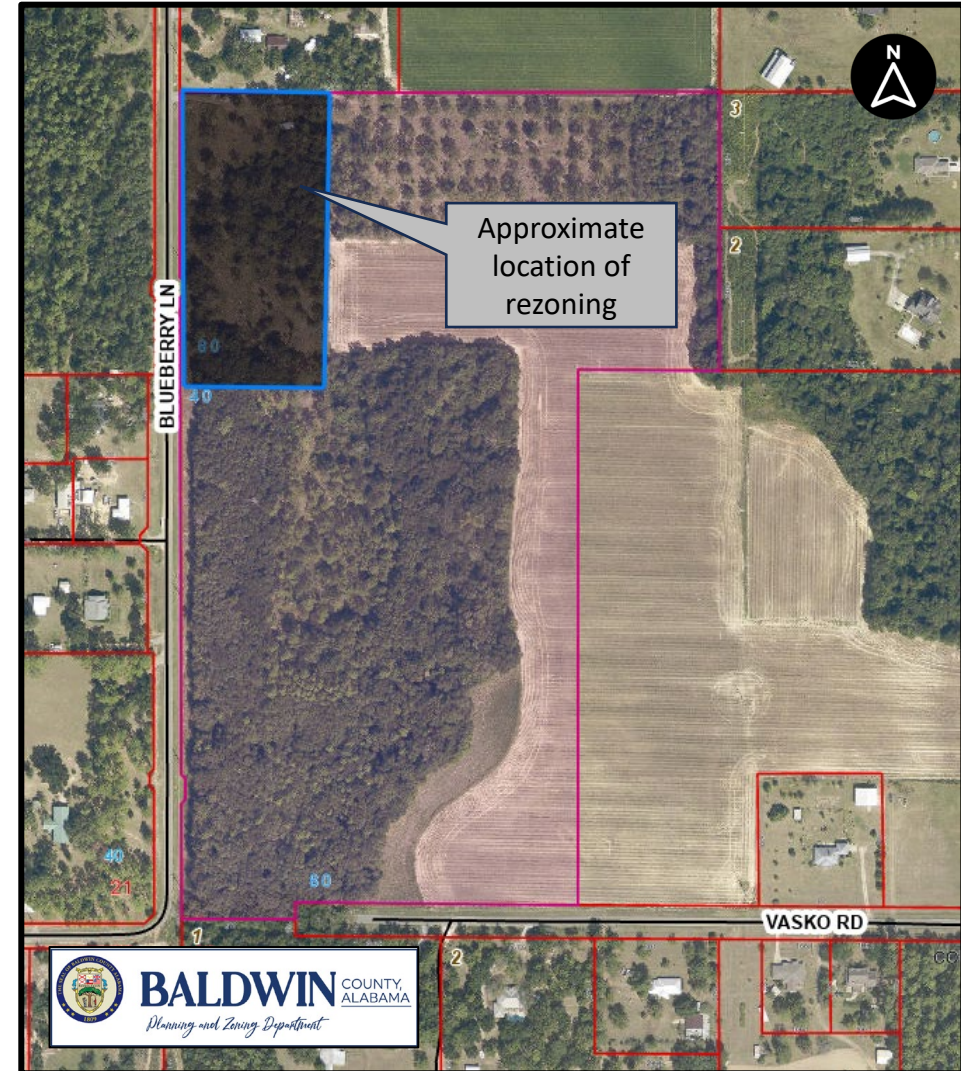 N
3
2
Approximate
location of
rezoning
BLUEBERRY LN
80
40
40
21
80
VASKO RD
1
2
BALDWIN COUNTY,
ALABAMA
Planning and Zoning Department